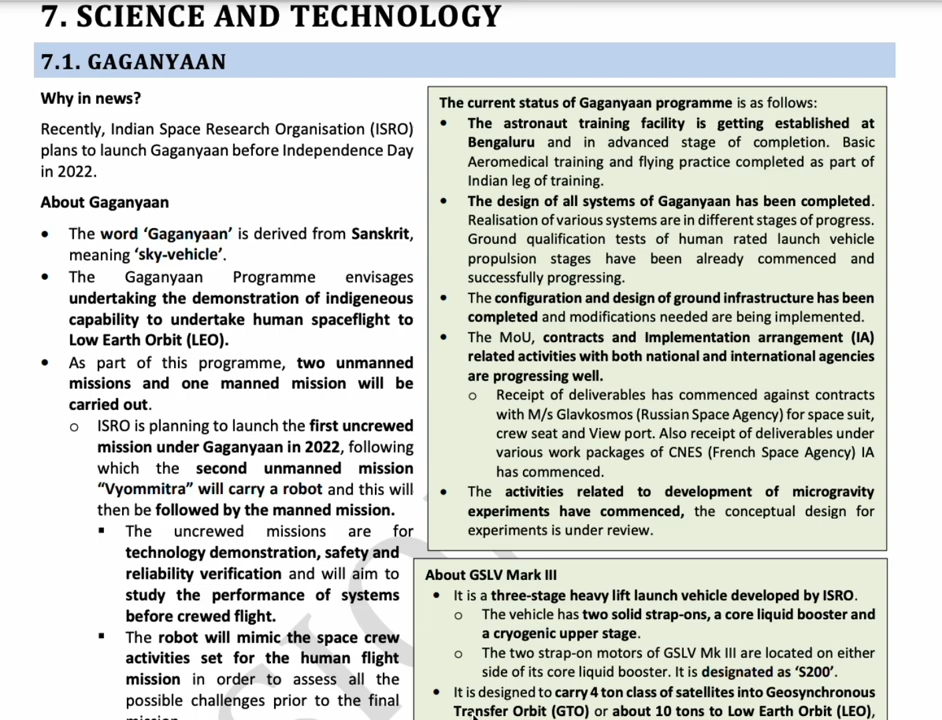 7. SCIENCE AND TECHNOLOGY
7.1. GAGANYAAN
Why in news?
Recently, Indian Space Research Organisation (ISRO)
plans to launch Gaganyaan before Independence Day
in 2022.
About Gaganyaan
• The word ‘Gaganyaan’ is derived from Sanskrit,
meaning ‘sky-vehicle’.
• The Gaganyaan Programme envisages
undertaking the demonstration of indigeneous
capability to undertake human spaceflight to
Low Earth Orbit (LEO).
• As part of this programme, two unmanned
missions and one manned mission will be
carried out.
o ISRO is planning to launch the first uncrewed
mission under Gaganyaan in 2022, following
which the second unmanned mission
“Vyommitra” will carry a robot and this will
then be followed by the manned mission.
▪ The uncrewed missions are for
technology demonstration, safety and
reliability verification and will aim to
study the performance of systems
before crewed flight.
▪ The robot will mimic the space crew
activities set for the human flight
mission in order to assess all the
possible challenges prior to the final
mission.
The current status of Gaganyaan programme is as follows:
• The astronaut training facility is getting established at
Bengaluru and in advanced stage of completion. Basic
Aeromedical training and flying practice completed as part of
Indian leg of training.
• The design of all systems of Gaganyaan has been completed.
Realisation of various systems are in different stages of progress.
Ground qualification tests of human rated launch vehicle
propulsion stages have been already commenced and
successfully progressing.
• The configuration and design of ground infrastructure has been
completed and modifications needed are being implemented.
• The MoU, contracts and Implementation arrangement (IA)
related activities with both national and international agencies
are progressing well.
o Receipt of deliverables has commenced against contracts
with M/s Glavkosmos (Russian Space Agency) for space suit,
crew seat and View port. Also receipt of deliverables under
various work packages of CNES (French Space Agency) IA
has commenced.
• The activities related to development of microgravity
experiments have commenced, the conceptual design for
experiments is under review.
About GSLV Mark III
• It is a three-stage heavy lift launch vehicle developed by ISRO.
o The vehicle has two solid strap-ons, a core liquid booster and
a cryogenic upper stage.
o The two strap-on motors of GSLV Mk III are located on either
side of its core liquid booster. It is designated as ‘S200’.
• It is designed to carry 4 ton class of satellites into Geosynchronous
Transfer Orbit (GTO) or about 10 tons to Low Earth Orbit (LEO),